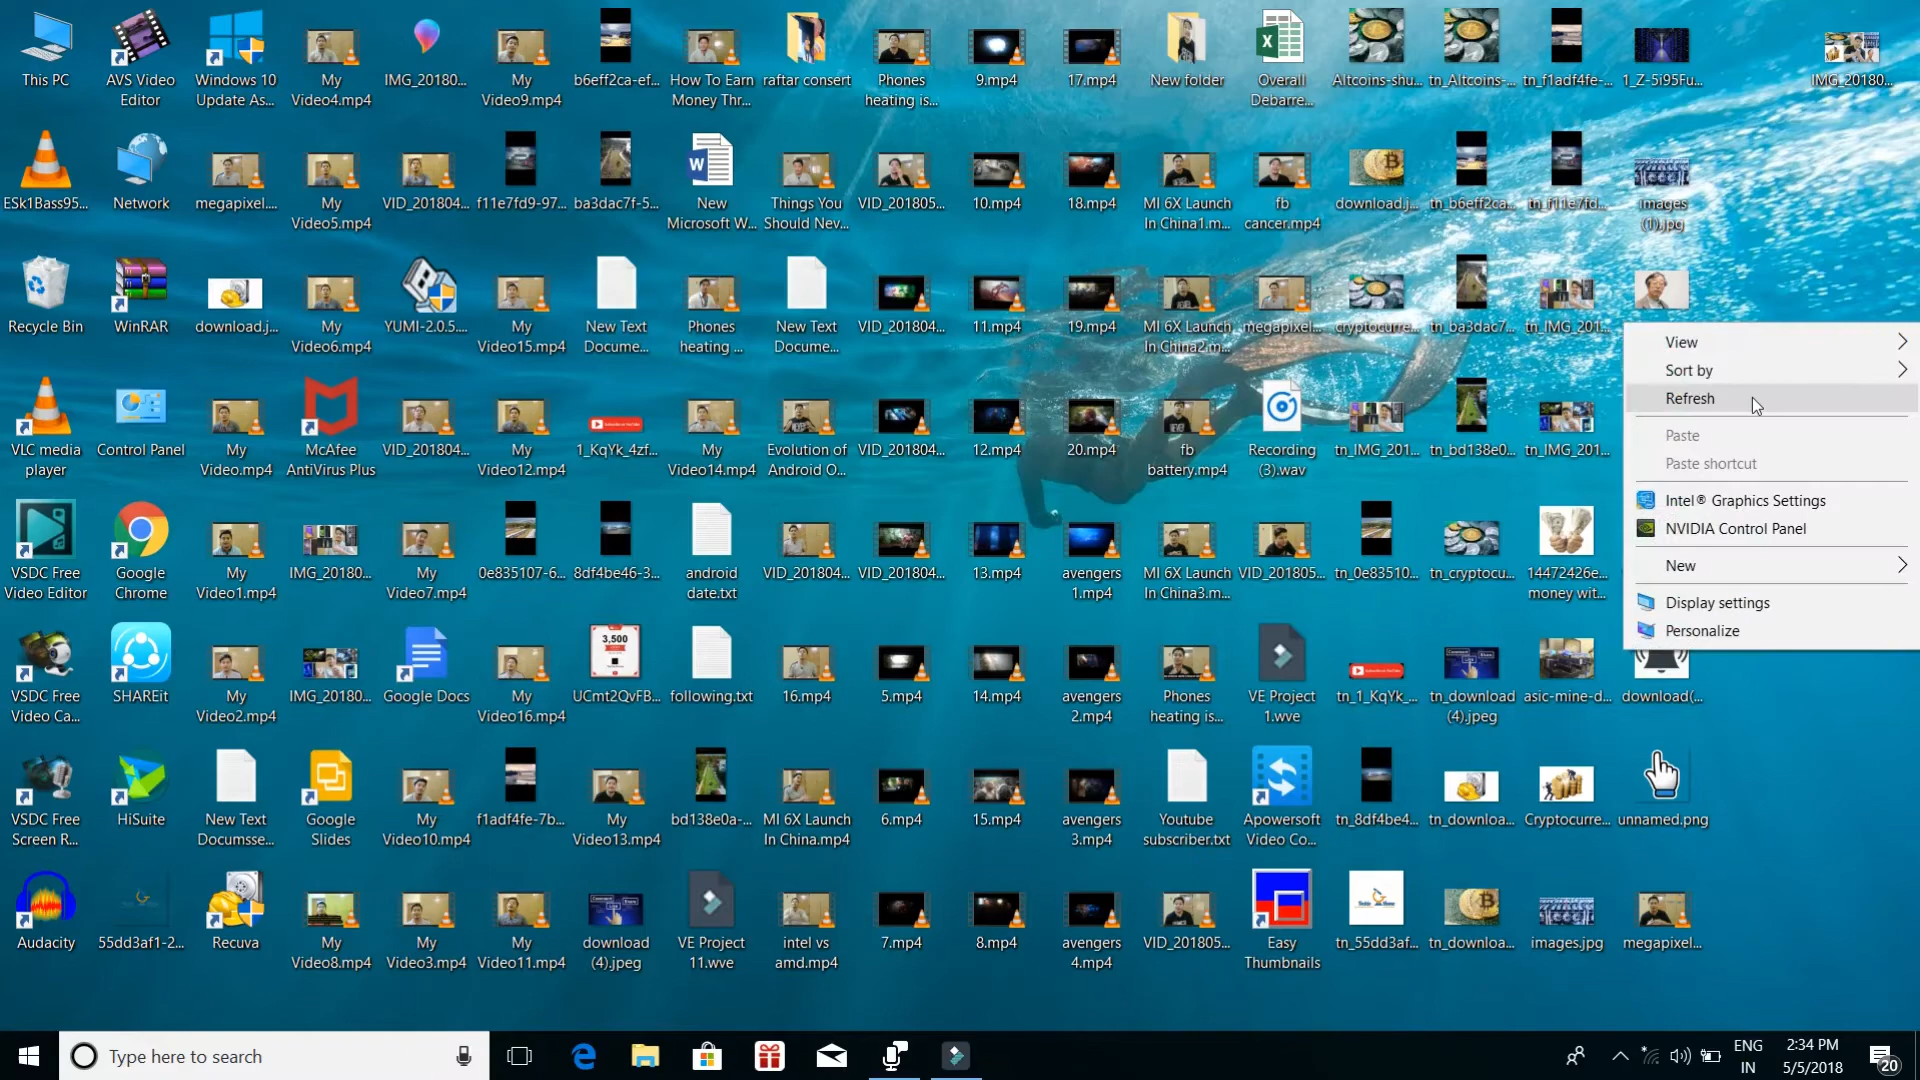 This PC
AVS Video
Editor
Windows 10
Update As...
My
Video4.mp4
IMG_20180...
My
Video9.mp4
b6eff2ca-ef...
How To Earn
Money Thr...
raftar consert
Phones
heating is...
9.mp4
17.mp4
New folder
Overall
Debarre...
Altcoins-shu...
tn_Altcoins-...
tn_f1adf4fe-...
1_Z-5i95Fu...
IMG_20180...
ESk1Bass95...
Network
megapixel....
My
Video5.mp4
VID_201804...
f11e7fd9-97...
ba3dac7f-5...
New
Microsoft W...
Things You
Should Nev...
VID_201805...
10.mp4
18.mp4
MI 6X Launch
In China1.m...
fb
cancer.mp4
download.j...
tn_b6eff2ca...
tn_f11e7fd...
images
(1).jpg
Recycle Bin
WinRAR
download.j...
My
Video6.mp4
YUMI-2.0.5....
My
Video15.mp4
New Text
Docume...
Phones
heating ...
New Text
Docume...
VID_201804...
11.mp4
19.mp4
MI 6X Launch
In China2.m...
megapixel...
cryptocurre...
tn_ba3dac7...
tn_IMG_201...
VLC media
player
Control Panel
My
Video.mp4
McAfee
AntiVirus Plus
VID_201804...
My
Video12.mp4
1_KqYk_4zf...
My
Video14.mp4
Evolution of
Android O...
VID_201804...
12.mp4
20.mp4
fb
battery.mp4
Recording
(3).wav
tn_IMG_201...
tn_bd138e0...
tn_IMG_201...
VSDC Free
Video Editor
Google
Chrome
My
Video1.mp4
IMG_20180...
My
Video7.mp4
0e835107-6...
8df4be46-3...
android
date.txt
VID_201804...
VID_201804...
13.mp4
avengers
1.mp4
MI 6X Launch
In China3.m...
VID_201805...
tn_0e83510...
tn_cryptocu...
14472426e...
money wit...
VSDC Free
Video Ca...
SHAREit
My
Video2.mp4
IMG_20180...
Google Docs
My
Video16.mp4
3,500
UCmt2QvFB...
following.txt
16.mp4
5.mp4
14.mp4
avengers
2.mp4
Phones
heating is...
VE Project
1.wve
tn_1_KqYk_...
tn_download
(4).jpeg
asic-mine-d...
download(...
VSDC Free
Screen R...
HiSuite
New Text
Documsse...
Google
Slides
My
Video10.mp4
f1adf4fe-7b...
My
Video13.mp4
bd138e0a-...
MI 6X Launch
In China.mp4
6.mp4
15.mp4
avengers
3.mp4
Youtube
subscriber.txt
Apowersoft
Video Co...
tn_8df4be4...
tn_downloa...
Cryptocurre...
unnamed.png
Audacity
55dd3af1-2...
Recuva
My
Video8.mp4
My
Video3.mp4
My
Video11.mp4
download
(4).jpeg
VE Project
11.wve
intel vs
amd.mp4
7.mp4
8.mp4
avengers
4.mp4
VID_201805...
Easy
Thumbnails
tn_55dd3af...
tn_downloa...
images.jpg
megapixel...
View
Sort by
Refresh
Paste
Paste shortcut
Intel® Graphics Settings
NVIDIA Control Panel
New
Display settings
Personalize
Type here to search
ENG
IN
2:34 PM
5/5/2018
20